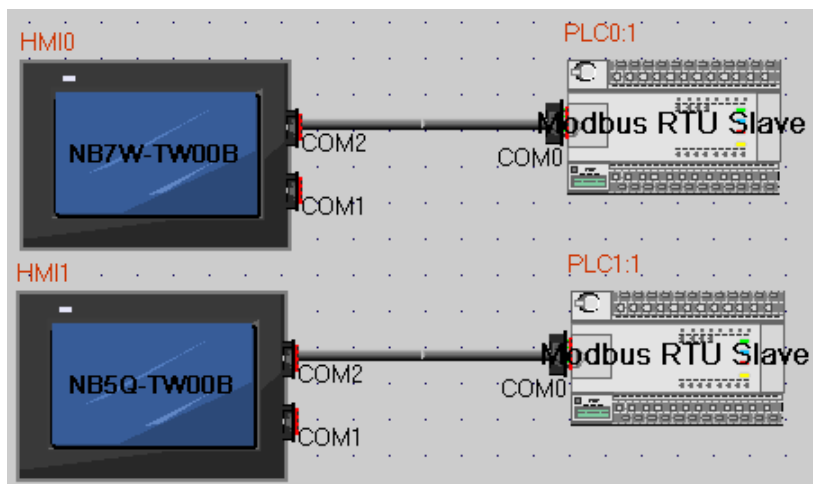 HMI0
PLC0:1
NB7W-TW00B
COM2
COM1
Modbus RTU Slave
COM0
HMI1
PLC1:1
NB5Q-TW00B
COM2
COM1
Modbus RTU Slave
COM0